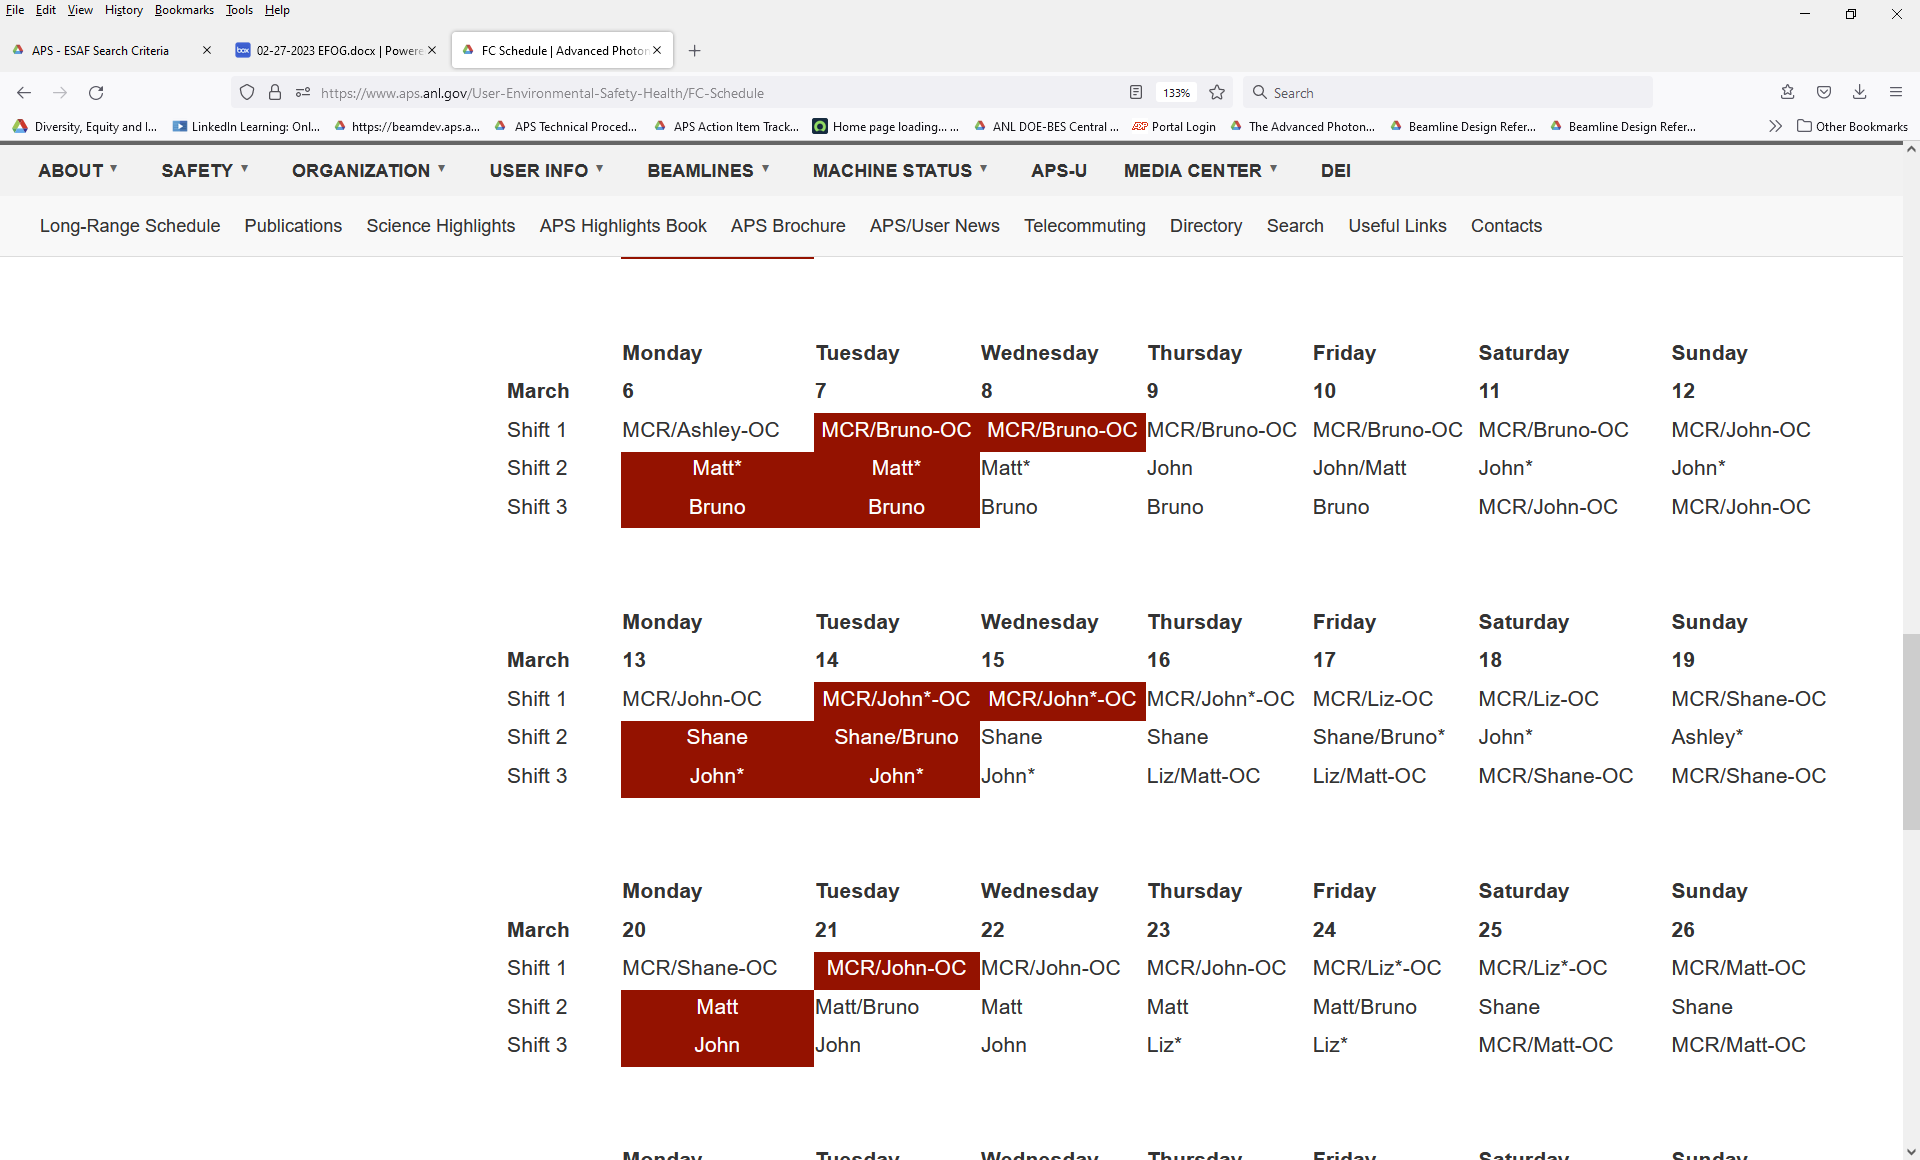 File Edit View History Bookmarks Tools Help
APS - ESAF Search Criteria 02-27-2023 EFOG.docx | Powere FC Schedule | Advanced Photon
https://www.aps.anl.gov/User-Environmental-Safety-Health/FC-Schedule 133% Search
Diversity, Equity and I... LinkedIn Learning: Onl... https://beamdev.aps.a... APS Technical Proced... APS Action Item Track... Home page loading... ... ANL DOE-BES Central ... ADP Portal Login The Advanced Photon... Beamline Design Refer... Beamline Design Refer... Other Bookmarks
ABOUT SAFETY ORGANIZATION USER INFO BEAMLINES MACHINE STATUS APS-U MEDIA CENTER DEI
Long-Range Schedule Publications Science Highlights APS Highlights Book APS Brochure APS/User News Telecommuting Directory Search Useful Links Contacts
Monday Tuesday Wednesday Thursday Friday Saturday Sunday
March 6 7 8 9 10 11 12
Shift 1 MCR/Ashley-OC MCR/Bruno-OC MCR/Bruno-OC MCR/Bruno-OC MCR/Bruno-OC MCR/Bruno-OC MCR/John-OC
Shift 2 Matt* Matt* Matt* John John/Matt John* John*
Shift 3 Bruno Bruno Bruno Bruno Bruno MCR/John-OC MCR/John-OC
Monday Tuesday Wednesday Thursday Friday Saturday Sunday
March 13 14 15 16 17 18 19
Shift 1 MCR/John-OC MCR/John*-OC MCR/John*-OC MCR/John*-OC MCR/Liz-OC MCR/Liz-OC MCR/Shane-OC
Shift 2 Shane Shane/Bruno Shane Shane Shane/Bruno* John* Ashley*
Shift 3 John* John* John* Liz/Matt-OC Liz/Matt-OC MCR/Shane-OC MCR/Shane-OC
Monday Tuesday Wednesday Thursday Friday Saturday Sunday
March 20 21 22 23 24 25 26
Shift 1 MCR/Shane-OC MCR/John-OC MCR/John-OC MCR/John-OC MCR/Liz*-OC MCR/Liz*-OC MCR/Matt-OC
Shift 2 Matt Matt/Bruno Matt Matt Matt/Bruno Shane Shane
Shift 3 John John John Liz* Liz* MCR/Matt-OC MCR/Matt-OC
Monday Tuesday Wednesday Thursday Friday Saturday Sunday